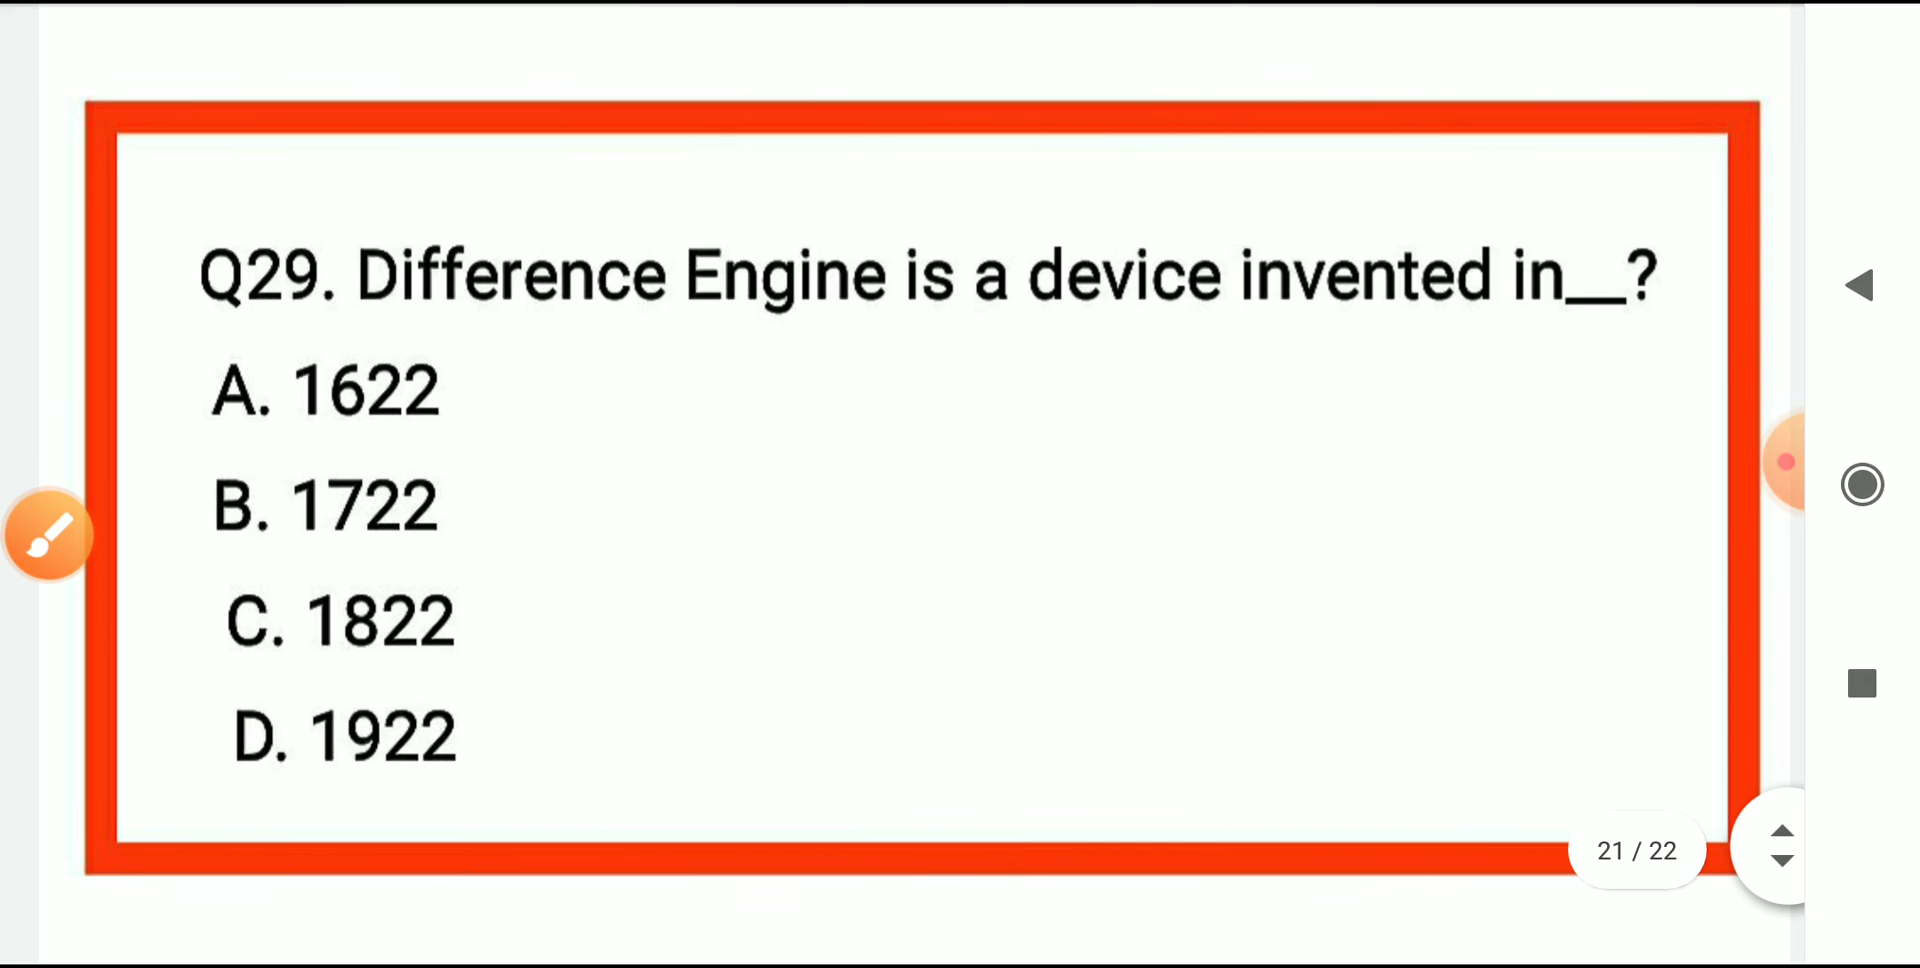 Q29. Difference Engine is a device invented in__?
A. 1622
B. 1722
C. 1822
D. 1922
21 / 22